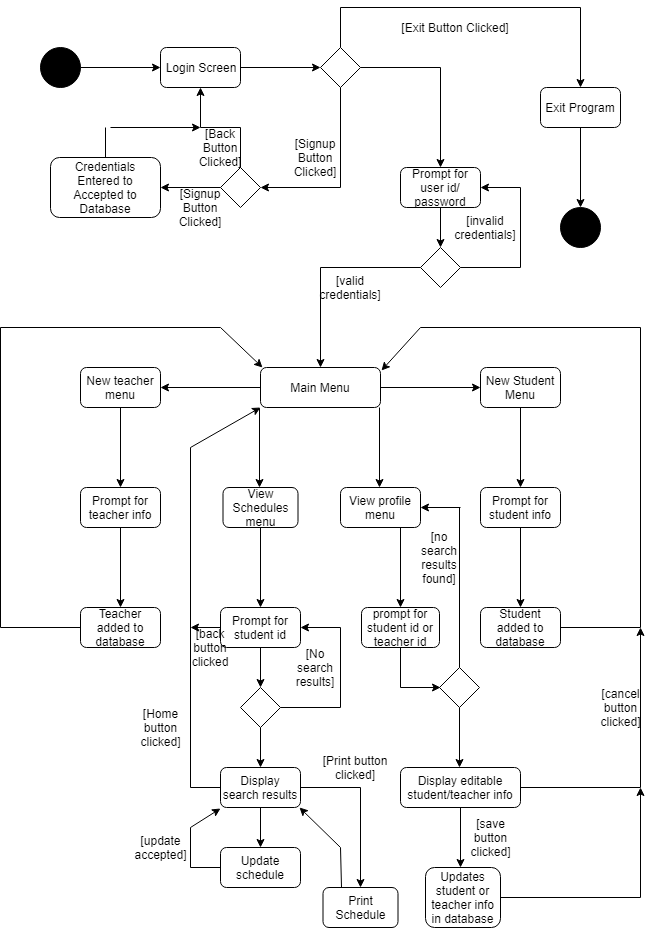 [Exit Button Clicked]
Login Screen
Exit Program
[Back
Button
Clicked]
[Signup
Button
Clicked]
Credentials
Entered to
Accepted to
Database
[Signup
Button
Clicked]
Prompt for
user id/
password
[invalid
credentials]
[valid
credentials]
New teacher
menu
Main Menu
New Student
Menu
Prompt for
teacher info
View
Schedules
menu
View profile
menu
Prompt for
student info
[no
search
results
found]
Teacher
added to
database
Prompt for
student id
prompt for
student id or
teacher id
Student
added to
database
[back
button
clicked
[No
search
results]
[Home
button
clicked]
[cancel
button
clicked]
[Print button
clicked]
Display
search results
Display editable
student/teacher info
[update
accepted]
[save
button
clicked]
Update
schedule
Print
Schedule
Updates
student or
teacher info
in database